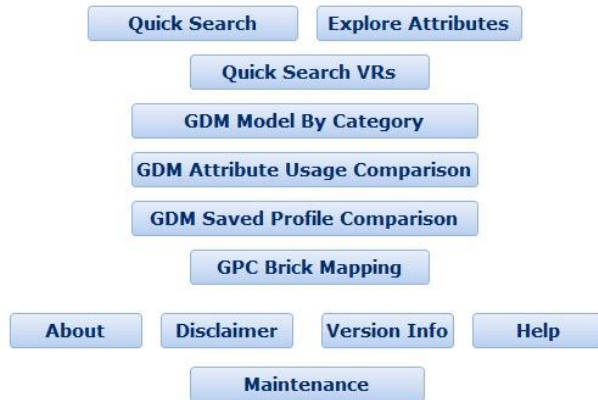 Quick Search Explore Attributes
Quick Search VRs
GDM Model By Category
GDM Attribute Usage Comparison
GDM Saved Profile Comparison
GPC Brick Mapping
About Disclaimer Version Info Help
Maintenance